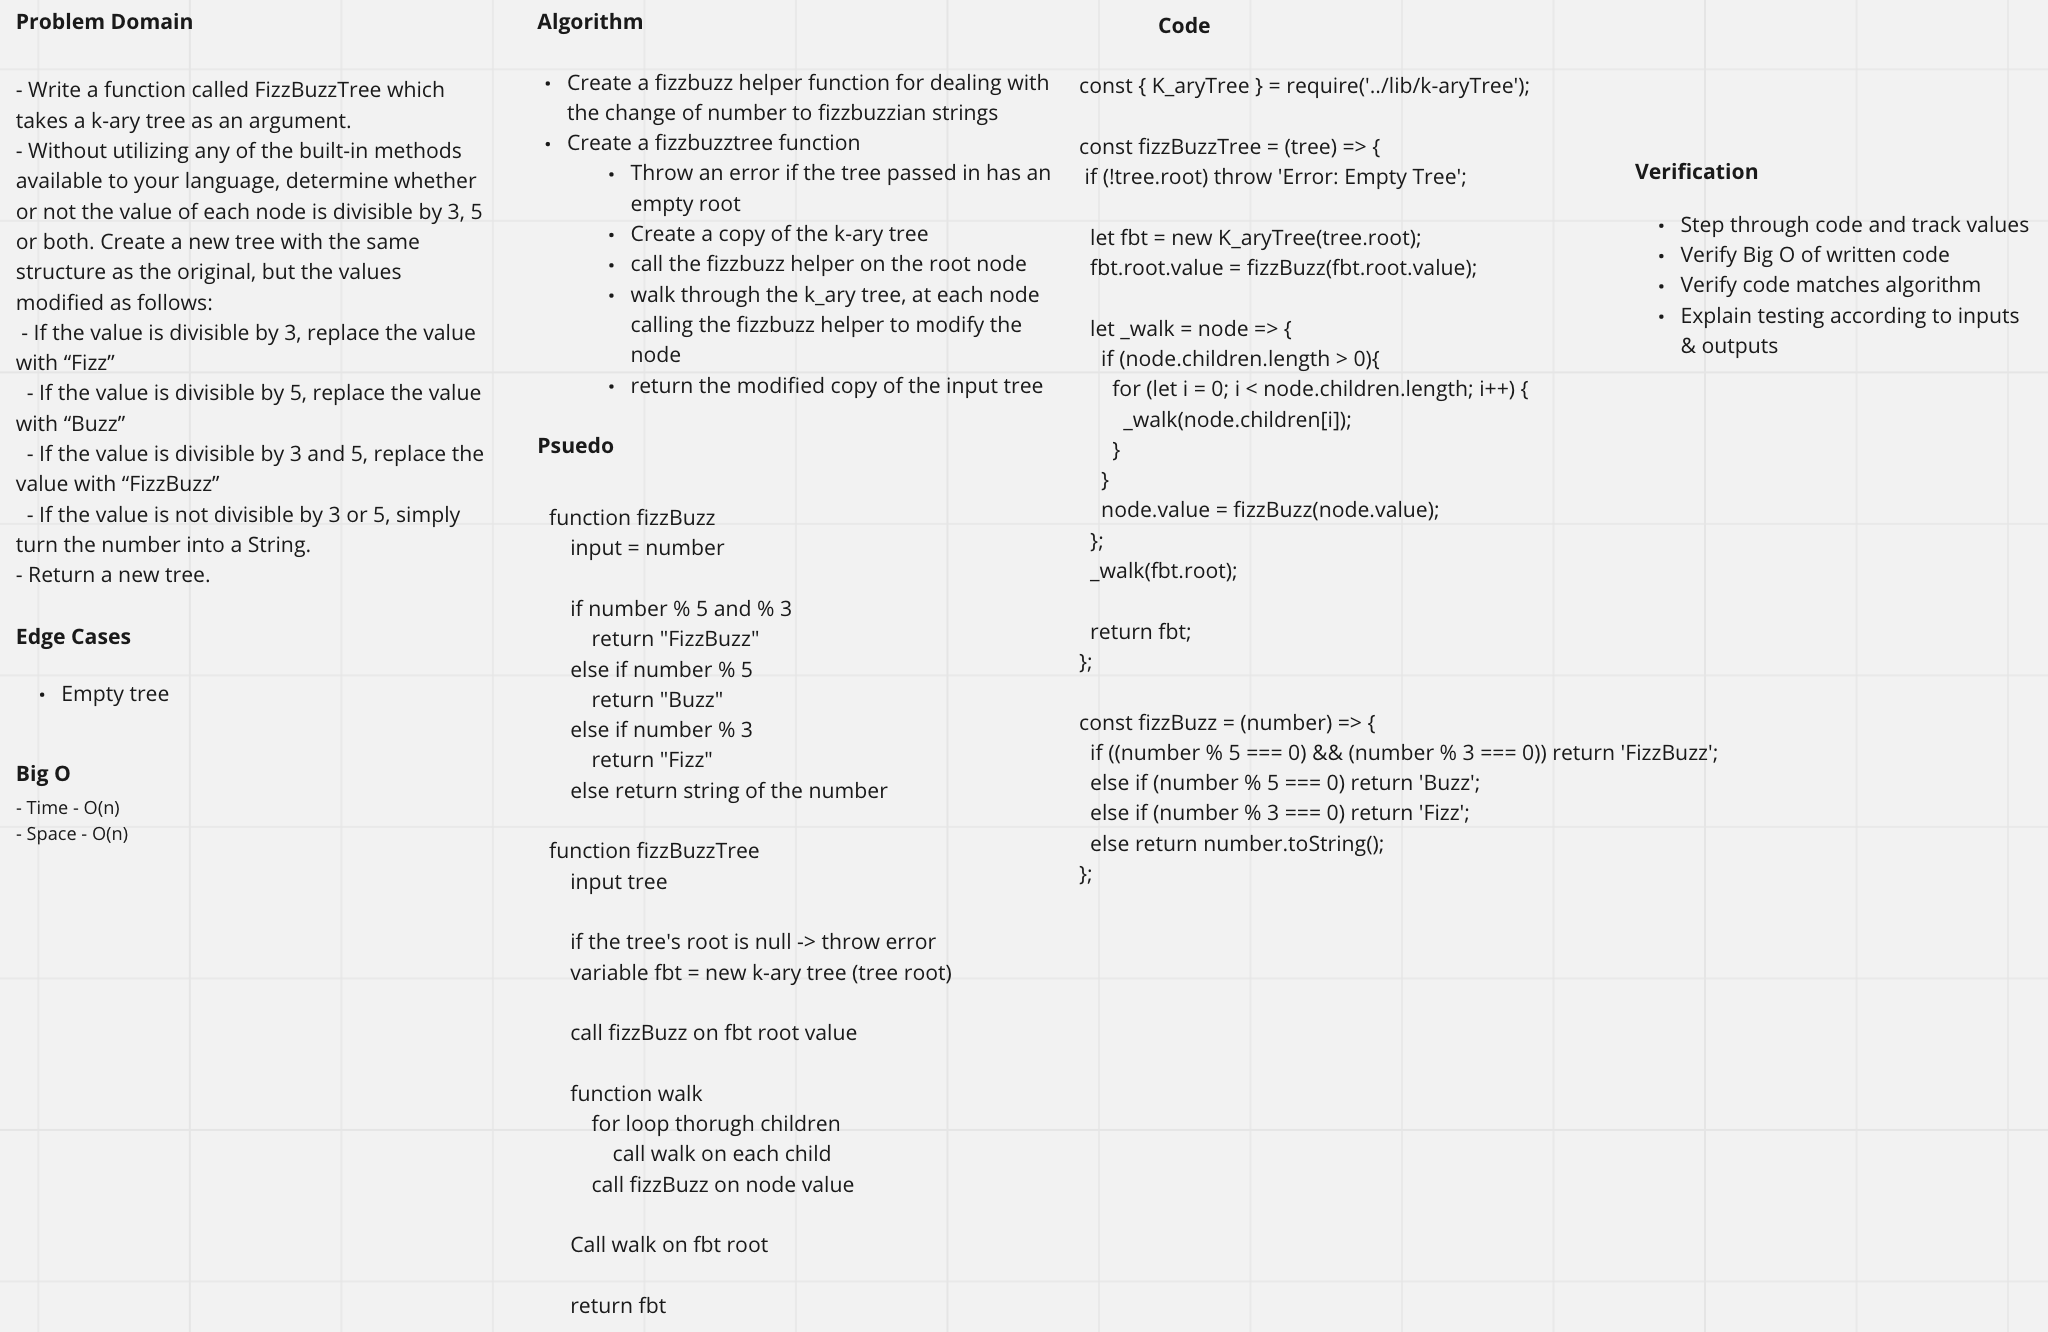 Problem Domain
- Write a function called FizzBuzzTree which
takes a k-ary tree as an argument.
- Without utilizing any of the built-in methods
available to your language, determine whether
or not the value of each node is divisible by 3, 5
or both. Create a new tree with the same
structure as the original, but the values
modified as follows:
- If the value is divisible by 3, replace the value
with “Fizz”
- If the value is divisible by 5, replace the value
with “Buzz”
- If the value is divisible by 3 and 5, replace the
value with “FizzBuzz”
- If the value is not divisible by 3 or 5, simply
turn the number into a String.
- Return a new tree.
Edge Cases
• Empty tree
Big O
- Time - O(n)
- Space - O(n)
Algorithm
• Create a fizzbuzz helper function for dealing with
the change of number to fizzbuzzian strings
• Create a fizzbuzztree function
• Throw an error if the tree passed in has an
empty root
• Create a copy of the k-ary tree
• call the fizzbuzz helper on the root node
• walk through the k_ary tree, at each node
calling the fizzbuzz helper to modify the
node
• return the modified copy of the input tree
Psuedo
function fizzBuzz
input = number
if number % 5 and % 3
return "FizzBuzz"
else if number % 5
return "Buzz"
else if number % 3
return "Fizz"
else return string of the number
function fizzBuzzTree
input tree
if the tree's root is null -> throw error
variable fbt = new k-ary tree (tree root)
call fizzBuzz on fbt root value
function walk
for loop thorugh children
call walk on each child
call fizzBuzz on node value
Call walk on fbt root
return fbt
Code
const { K_aryTree } = require('../lib/k-aryTree');
const fizzBuzzTree = (tree) => {
if (!tree.root) throw 'Error: Empty Tree';
let fbt = new K_aryTree(tree.root);
fbt.root.value = fizzBuzz(fbt.root.value);
let _walk = node => {
if (node.children.length > 0){
for (let i = 0; i < node.children.length; i++) {
_walk(node.children[i]);
}
}
node.value = fizzBuzz(node.value);
};
_walk(fbt.root);
return fbt;
};
const fizzBuzz = (number) => {
if ((number % 5 === 0) && (number % 3 === 0)) return 'FizzBuzz';
else if (number % 5 === 0) return 'Buzz';
else if (number % 3 === 0) return 'Fizz';
else return number.toString();
};
Verification
• Step through code and track values
• Verify Big O of written code
• Verify code matches algorithm
• Explain testing according to inputs
& outputs